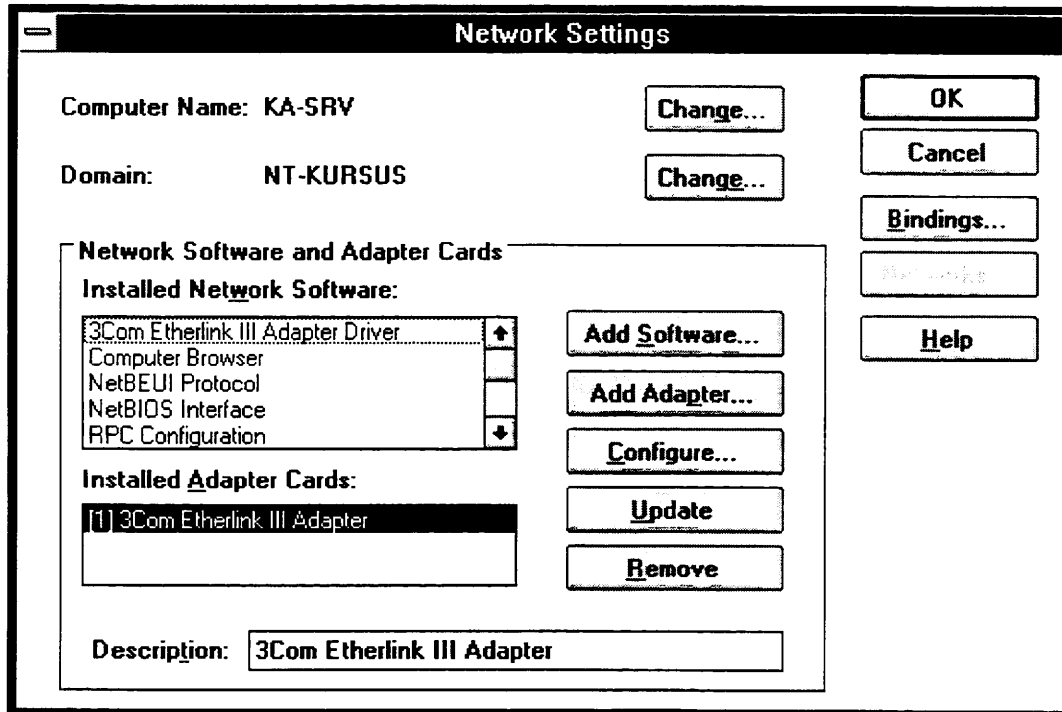 Network Settings
Computer Name: KA-SRV
Change...
OK
Cancel
Domain: NT-KURSUS
Change...
Bindings...
Networks...
Help
Network Software and Adapter Cards
Installed Network Software:
3Com Etherlink III Adapter Driver
Computer Browser
NetBEUI Protocol
NetBIOS Interface
RPC Configuration
Add Software...
Add Adapter...
Configure...
Update
Remove
Installed Adapter Cards:
[1] 3Com Etherlink III Adapter
Description: 3Com Etherlink III Adapter